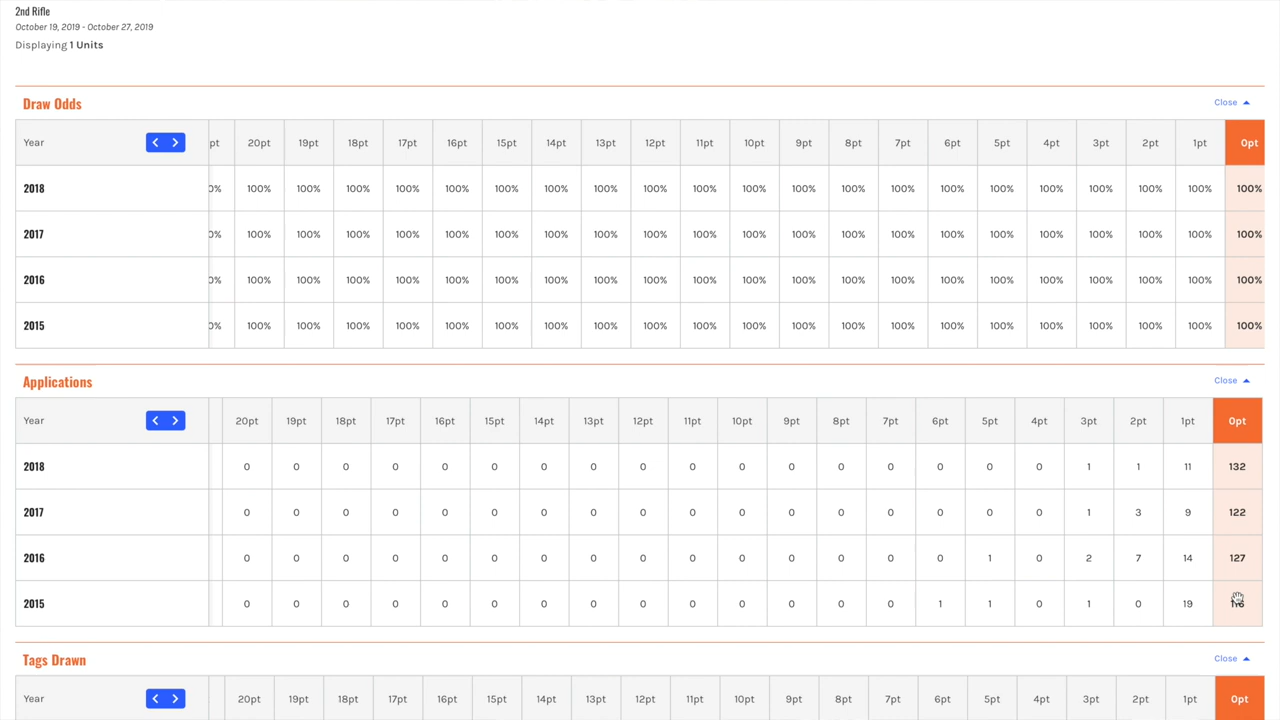 2nd Rifle
October 19, 2019 - October 27, 2019
Displaying 1 Units
Draw Odds
Close
Year pt 20pt 19pt 18pt 17pt 16pt 15pt 14pt 13pt 12pt 11pt 10pt 9pt 8pt 7pt 6pt 5pt 4pt 3pt 2pt 1pt 0pt
2018 0% 100% 100% 100% 100% 100% 100% 100% 100% 100% 100% 100% 100% 100% 100% 100% 100% 100% 100% 100% 100% 100%
2017 0% 100% 100% 100% 100% 100% 100% 100% 100% 100% 100% 100% 100% 100% 100% 100% 100% 100% 100% 100% 100% 100%
2016 0% 100% 100% 100% 100% 100% 100% 100% 100% 100% 100% 100% 100% 100% 100% 100% 100% 100% 100% 100% 100% 100%
2015 0% 100% 100% 100% 100% 100% 100% 100% 100% 100% 100% 100% 100% 100% 100% 100% 100% 100% 100% 100% 100% 100%
Applications
Close
Year 20pt 19pt 18pt 17pt 16pt 15pt 14pt 13pt 12pt 11pt 10pt 9pt 8pt 7pt 6pt 5pt 4pt 3pt 2pt 1pt 0pt
2018 0 0 0 0 0 0 0 0 0 0 0 0 0 0 0 0 0 1 1 11 132
2017 0 0 0 0 0 0 0 0 0 0 0 0 0 0 0 0 0 1 3 9 122
2016 0 0 0 0 0 0 0 0 0 0 0 0 0 0 0 1 0 2 7 14 127
2015 0 0 0 0 0 0 0 0 0 0 0 0 0 0 1 1 0 1 0 19
Tags Drawn
Close
Year 20pt 19pt 18pt 17pt 16pt 15pt 14pt 13pt 12pt 11pt 10pt 9pt 8pt 7pt 6pt 5pt 4pt 3pt 2pt 1pt 0pt